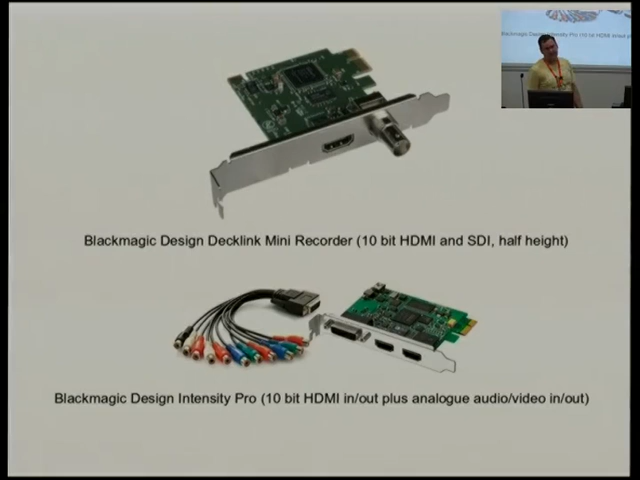 Blackmagic Design Decklink Mini Recorder (10 bit HDMI and SDI, half height)
Blackmagic Design Intensity Pro (10 bit HDMI in/out plus analogue audio/video in/out)